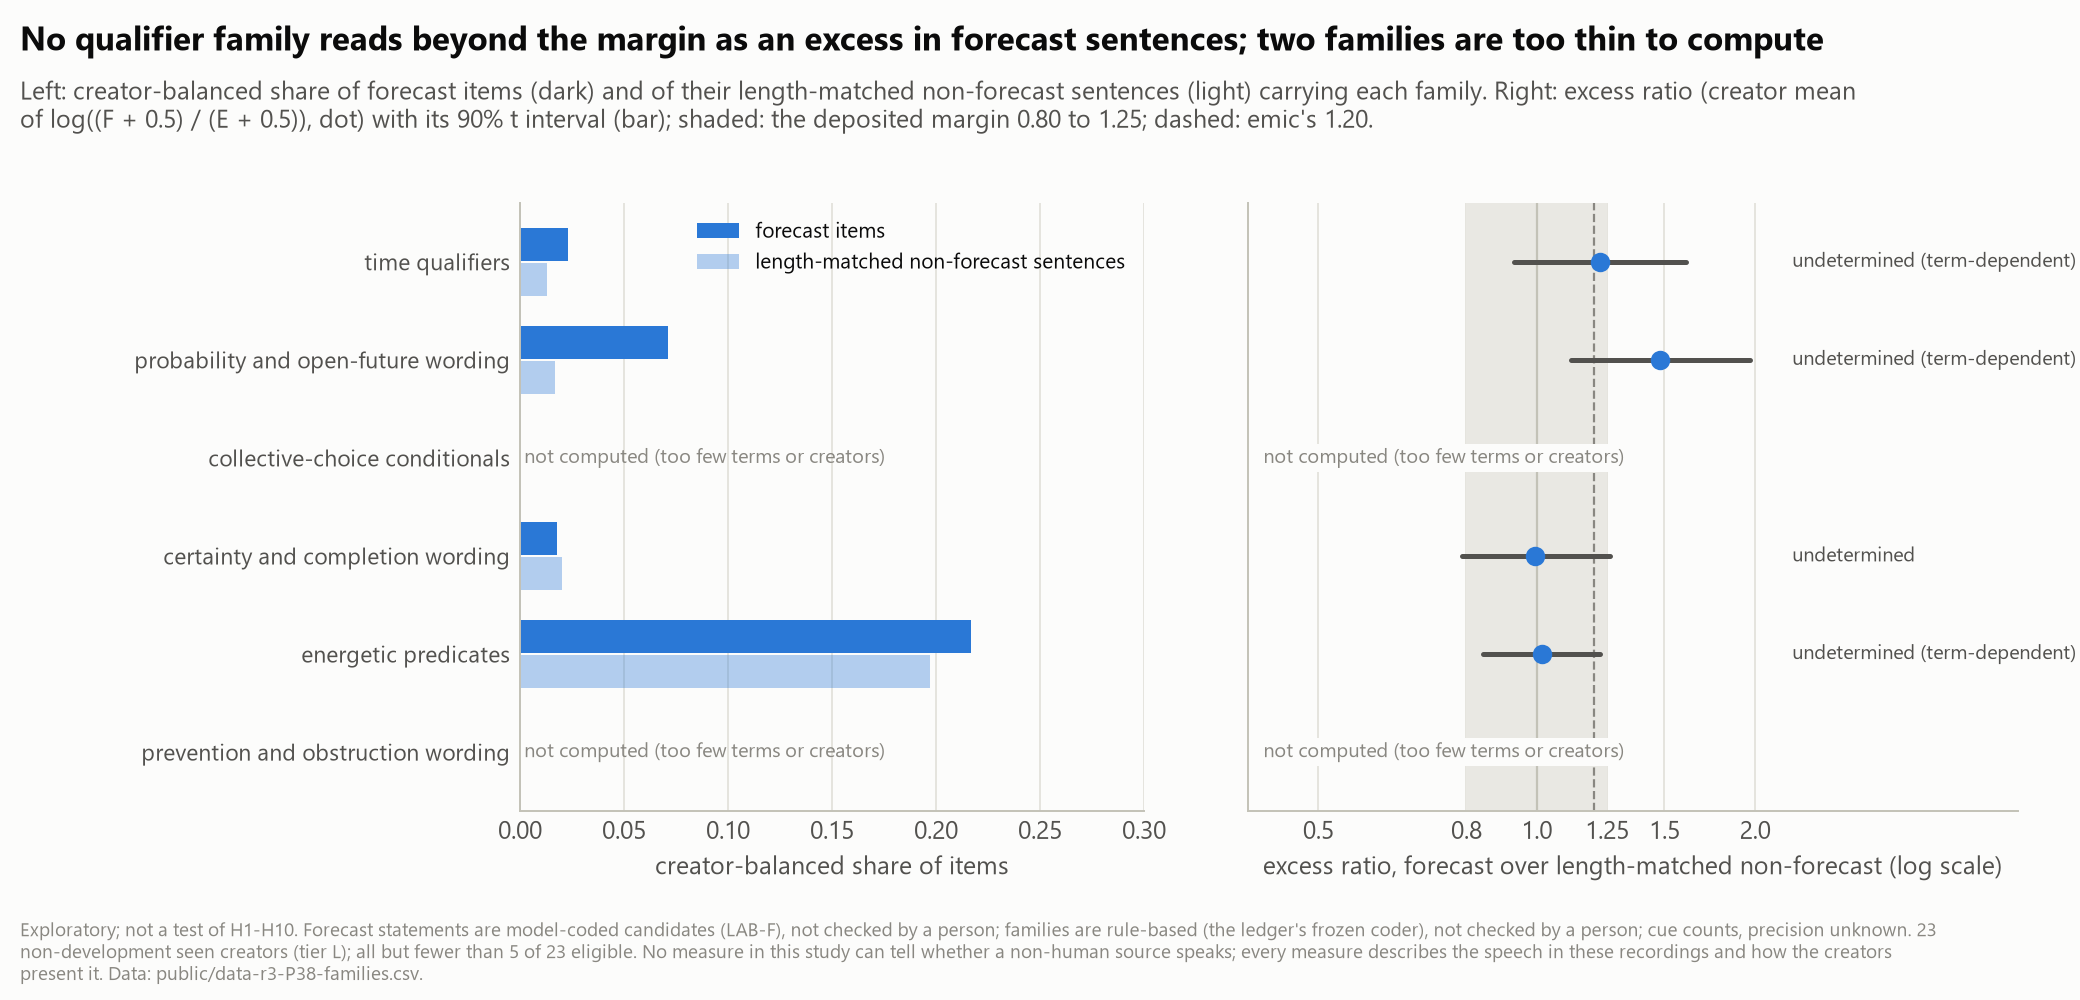 No qualifier family reads beyond the margin as an excess in forecast sentences; two families are too thin to compute
Left: creator-balanced share of forecast items (dark) and of their length-matched non-forecast sentences (light) carrying each family. Right: excess ratio (creator mean
of log((F + 0.5) / (E + 0.5)), dot) with its 90% t interval (bar); shaded: the deposited margin 0.80 to 1.25; dashed: emic's 1.20.
forecast items
length-matched non-forecast sentences
time qualifiers
undetermined (term-dependent)
probability and open-future wording
undetermined (term-dependent)
collective-choice conditionals
not computed (too few terms or creators)
not computed (too few terms or creators)
certainty and completion wording
undetermined
energetic predicates
undetermined (term-dependent)
prevention and obstruction wording
not computed (too few terms or creators)
not computed (too few terms or creators)
0.00 0.05 0.10 0.15 0.20 0.25 0.30
0.5 0.8 1.0 1.25 1.5 2.0
creator-balanced share of items
excess ratio, forecast over length-matched non-forecast (log scale)
Exploratory; not a test of H1-H10. Forecast statements are model-coded candidates (LAB-F), not checked by a person; families are rule-based (the ledger's frozen coder), not checked by a person; cue counts, precision unknown. 23
non-development seen creators (tier L); all but fewer than 5 of 23 eligible. No measure in this study can tell whether a non-human source speaks; every measure describes the speech in these recordings and how the creators
present it. Data: public/data-r3-P38-families.csv.